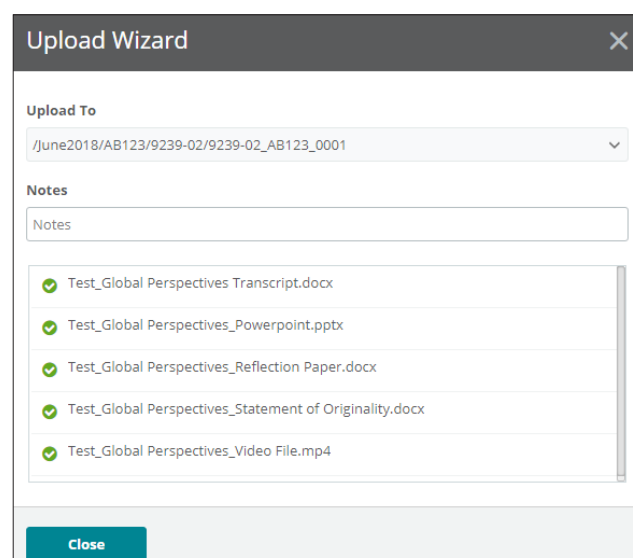 Upload Wizard
Upload To
/June2018/AB123/9239-02/9239-02_AB123_0001
Notes
Notes
Test_Global Perspectives Transcript.docx
Test_Global Perspectives_Powerpoint.pptx
Test_Global Perspectives_Reflection Paper.docx
Test_Global Perspectives_Statement of Originality.docx
Test_Global Perspectives_Video File.mp4
Close